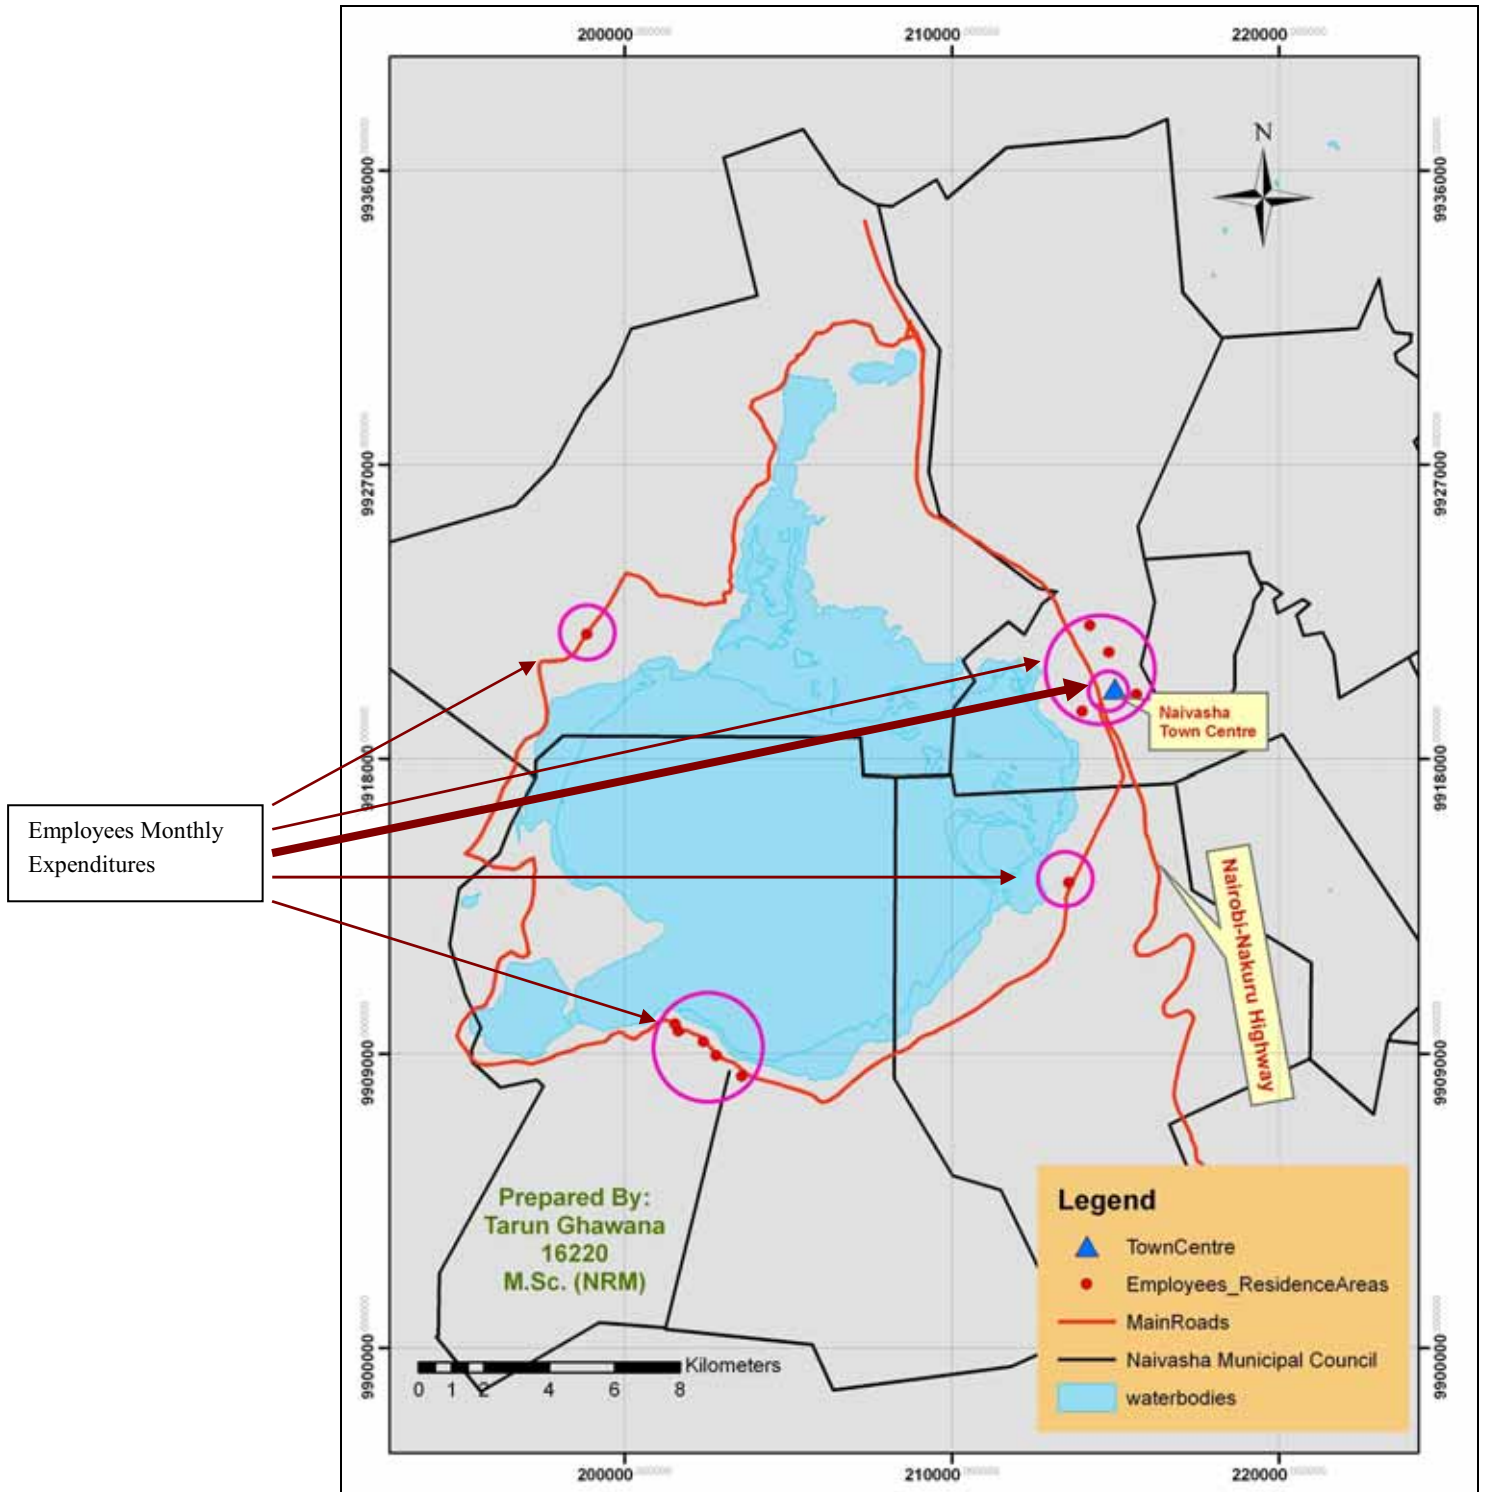 200000 210000 220000
N
9936000 9936000
9927000 9927000
Naivasha
Town Centre
9918000 9918000
Employees Monthly
Expenditures
Nairobi-Nakuru Highway
9909000 9909000
Prepared By:
Tarun Ghawana
16220
M.Sc. (NRM)
Legend
TownCentre
Employees_ResidenceAreas
MainRoads
Naivasha Municipal Council
waterbodies
9900000 9900000
Kilometers
0 1 2 4 6 8
200000 210000 220000